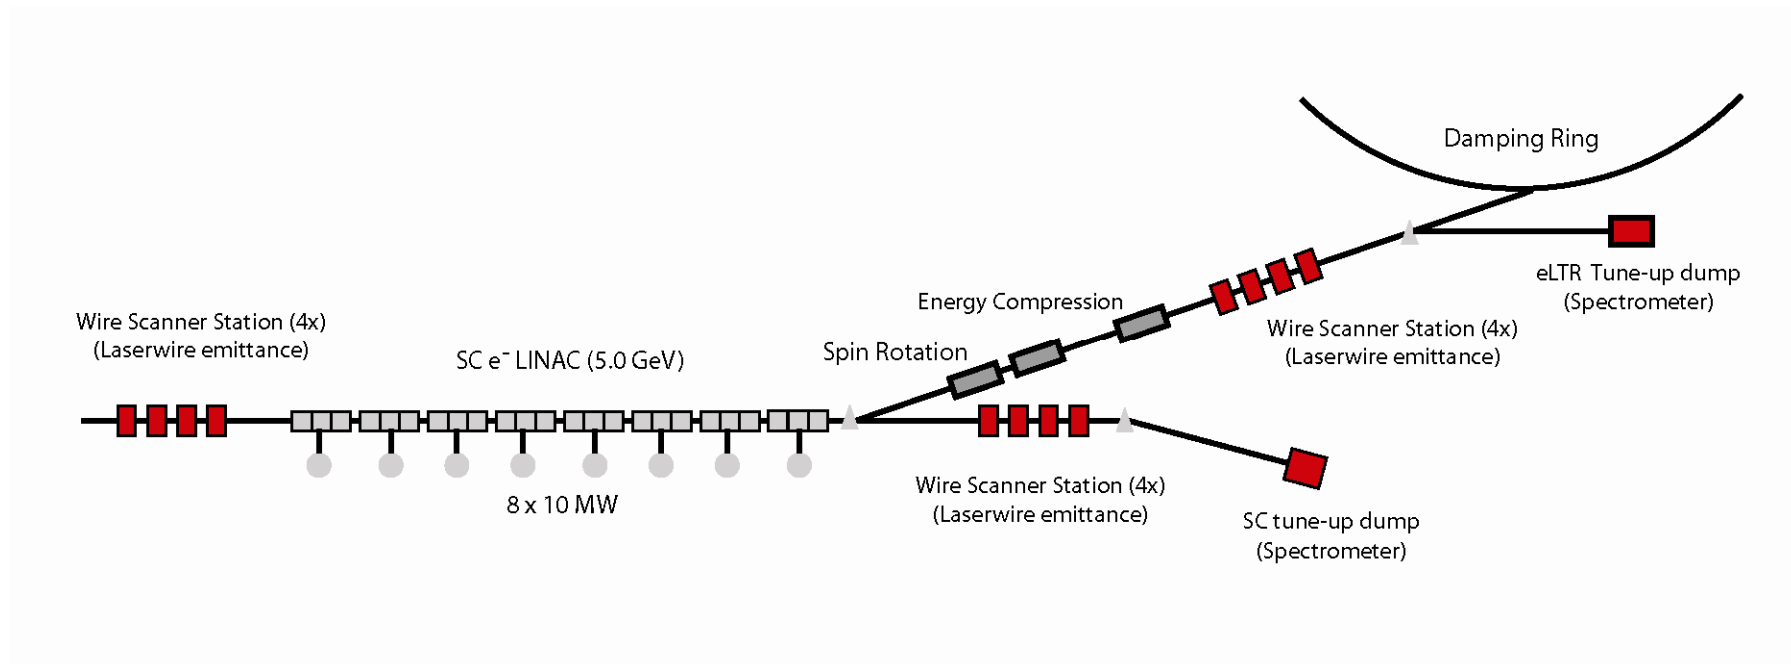 Damping Ring
eLTR Tune-up dump
(Spectrometer)
Energy Compression
Wire Scanner Station (4x)
(Laserwire emittance)
Wire Scanner Station (4x)
(Laserwire emittance)
SC e⁻ LINAC (5.0 GeV)
Spin Rotation
8 x 10 MW
Wire Scanner Station (4x)
(Laserwire emittance)
SC tune-up dump
(Spectrometer)